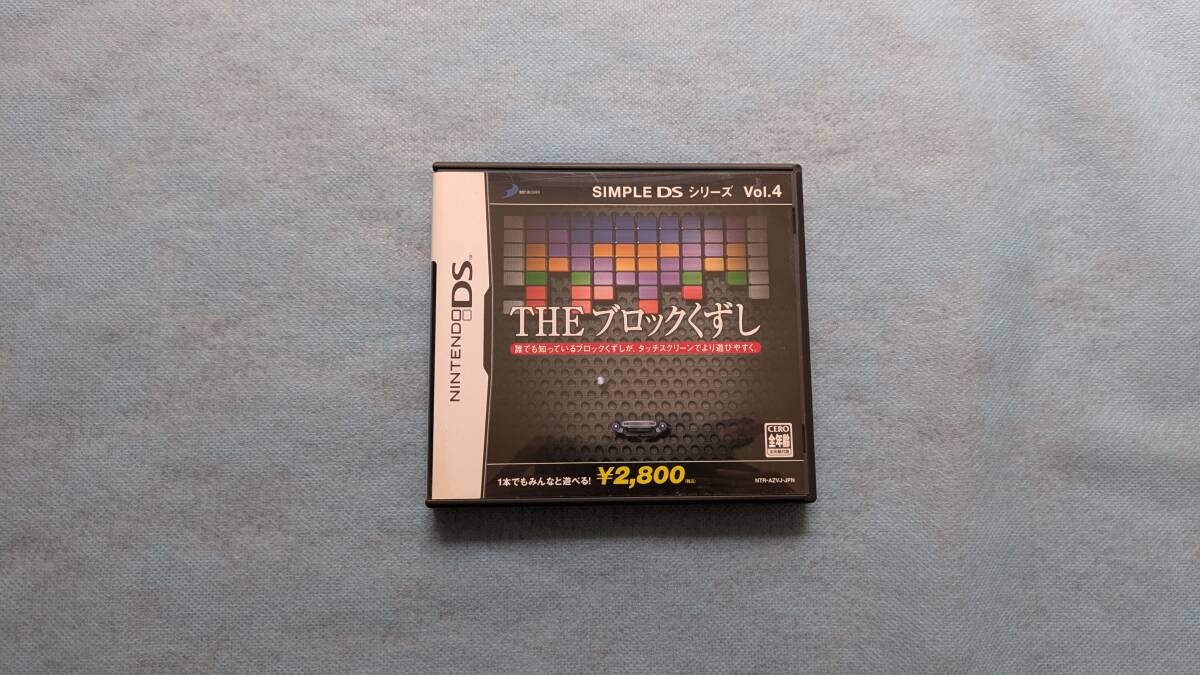 NINTENDO DS™
SIMPLE DS シリーズ Vol.4
THE ブロックくずし
誰でも知っているブロックくずしが、タッチスクリーンでより遊びやすく。
CERO
全年齢
1本でもみんなと遊べる!
¥2,800
NTR-AZVJ-JPN